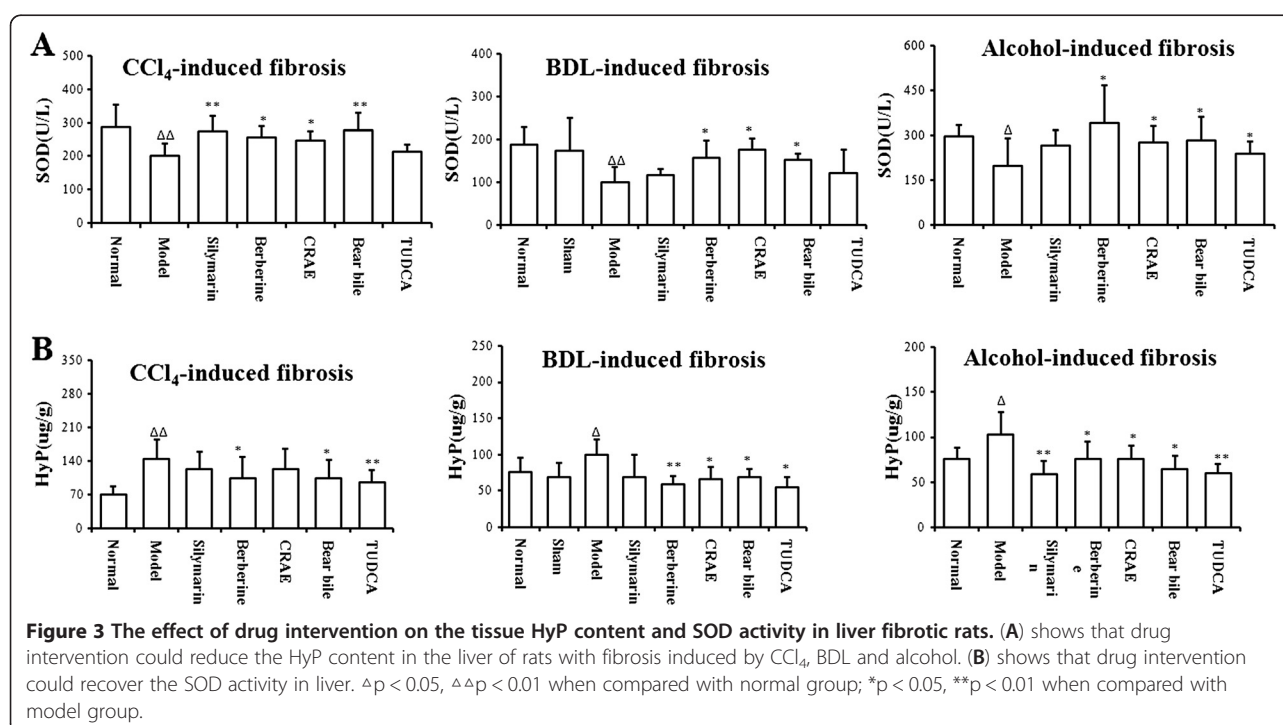 A
CCl₄-induced fibrosis
SOD(U/L)
500
400
300
200
100
0
ΔΔ
**
*
*
**
Normal
Model
Silymarin
Berberine
CRAE
Bear bile
TUDCA
BDL-induced fibrosis
SOD(U/L)
400
300
200
100
0
ΔΔ
*
*
*
Normal
Sham
Model
Silymarin
Berberine
CRAE
Bear bile
TUDCA
Alcohol-induced fibrosis
SOD(U/L)
600
450
300
150
0
Δ
*
*
*
*
Normal
Model
Silymarin
Berberine
CRAE
Bear bile
TUDCA
B
CCl₄-induced fibrosis
HyP(ug/g)
350
280
210
140
70
0
ΔΔ
*
*
**
Normal
Model
Silymarin
Berberine
CRAE
Bear bile
TUDCA
BDL-induced fibrosis
HyP(ug/g)
250
200
150
100
50
0
Δ
**
*
*
*
Normal
Sham
Model
Silymarin
Berberine
CRAE
Bear bile
TUDCA
Alcohol-induced fibrosis
HyP(ug/g)
200
150
100
50
0
Δ
**
*
*
*
**
Normal
Model
Silymari
n
Berberin
e
CRAE
Bear bile
TUDCA
Figure 3 The effect of drug intervention on the tissue HyP content and SOD activity in liver fibrotic rats. (A) shows that drug
intervention could reduce the HyP content in the liver of rats with fibrosis induced by CCl₄, BDL and alcohol. (B) shows that drug intervention
could recover the SOD activity in liver. △p < 0.05, △△p < 0.01 when compared with normal group; *p < 0.05, **p < 0.01 when compared with
model group.